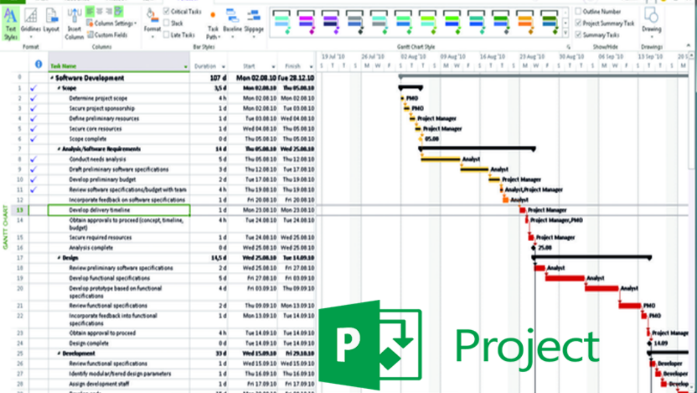 Text Styles Gridlines Layout Insert Column Column Settings Custom Fields Format Critical Tasks Slack Late Tasks Task Path Baseline Slippage Outline Number Project Summary Task Summary Tasks Drawing
Format Columns Bar Styles Gantt Chart Style Show/Hide Drawings
19 Jul '10 26 Jul '10 02 Aug '10 09 Aug '10 16 Aug '10 23 Aug '10 30 Aug '10 06 Sep '10 13 Sep '10
Task Name Duration Start Finish
0 Software Development 107 d Mon 02.08.10 Tue 28.12.10
1 Scope 3,5 d Mon 02.08.10 Thu 05.08.10
2 Determine project scope 4 h Mon 02.08.10 Mon 02.08.10 PMO
3 Secure project sponsorship 1 d Mon 02.08.10 Tue 03.08.10 PMO
4 Define preliminary resources 1 d Tue 03.08.10 Wed 04.08.10 Project Manager
5 Secure core resources 1 d Wed 04.08.10 Thu 05.08.10 Project Manager
6 Scope complete 0 d Thu 05.08.10 Thu 05.08.10 05.08
7 Analysis/Software Requirements 14 d Thu 05.08.10 Wed 25.08.10
8 Conduct needs analysis 5 d Thu 05.08.10 Thu 12.08.10 Analyst
9 Draft preliminary software specifications 3 d Thu 12.08.10 Tue 17.08.10 Analyst
10 Develop preliminary budget 2 d Tue 17.08.10 Thu 19.08.10 Project Manager
11 Review software specifications/budget with team 4 h Thu 19.08.10 Thu 19.08.10 Analyst,Project Manager
12 Incorporate feedback on software specifications 1 d Fri 20.08.10 Fri 20.08.10 Analyst
13 Develop delivery timeline 1 d Mon 23.08.10 Mon 23.08.10 Project Manager
14 Obtain approvals to proceed (concept, timeline, budget) 4 h Tue 24.08.10 Tue 24.08.10 Project Manager,PMO
15 Secure required resources 1 d Tue 24.08.10 Wed 25.08.10 Project Manager
16 Analysis complete 0 d Wed 25.08.10 Wed 25.08.10 25.08
17 Design 14,5 d Wed 25.08.10 Tue 14.09.10
18 Review preliminary software specifications 2 d Wed 25.08.10 Fri 27.08.10 Analyst
19 Develop functional specifications 5 d Fri 27.08.10 Fri 03.09.10 Analyst
20 Develop prototype based on functional specifications 4 d Fri 03.09.10 Thu 09.09.10 Analyst
21 Review functional specifications 2 d Thu 09.09.10 Mon 13.09.10 PMO
22 Incorporate feedback into functional specifications 1 d Mon 13.09.10 Tue 14.09.10 PMO
23 Obtain approval to proceed 4 h Tue 14.09.10 Tue 14.09.10 Project Manager
24 Design complete 0 d Tue 14.09.10 Tue 14.09.10 14.09
25 Development 33 d Wed 15.09.10 Fri 29.10.10
26 Review functional specifications 1 d Wed 15.09.10 Wed 15.09.10 Developer
27 Identify modular/tiered design parameters 1 d Thu 16.09.10 Thu 16.09.10 Developer
28 Assign development staff 1 d Fri 17.09.10 Fri 17.09.10
GANTT CHART
P Project